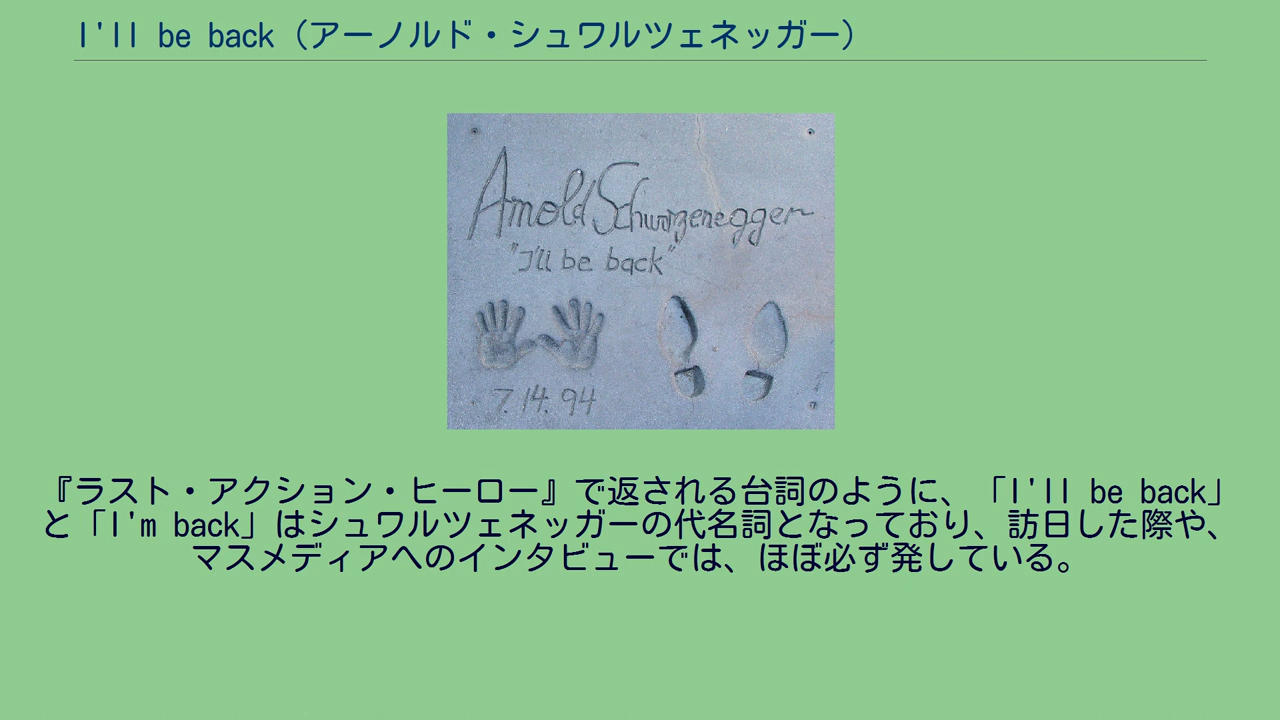 I'll be back（アーノルド・シュワルツェネッガー）
Arnold Schwarzenegger
"I'll be back"
7.14.94
『ラスト・アクション・ヒーロー』で返される台詞のように、「I'll be back」
と「I'm back」はシュワルツェネッガーの代名詞となっており、訪日した際や、
マスメディアへのインタビューでは、ほぼ必ず発している。